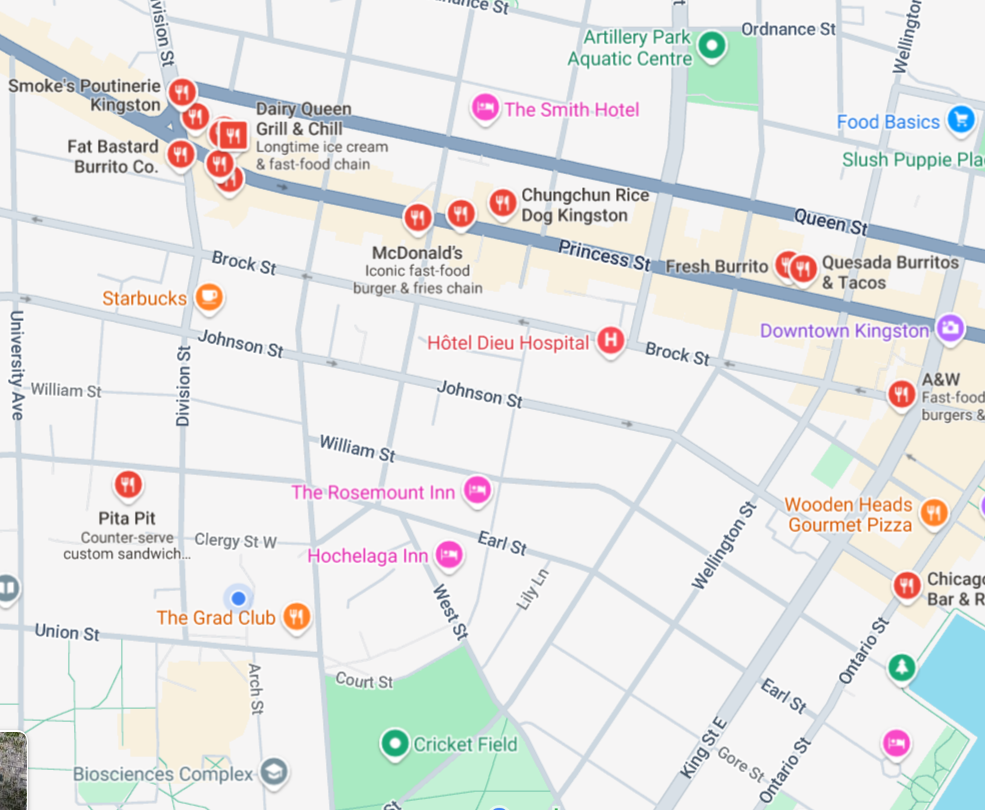 nance St
Division St
Ordnance St
Wellington
Artillery Park
Aquatic Centre
Smoke's Poutinerie
Kingston
Dairy Queen
Grill & Chill
Longtime ice cream
& fast-food chain
The Smith Hotel
Food Basics
Fat Bastard
Burrito Co.
Slush Puppie Pla
Chungchun Rice
Dog Kingston
Queen St
McDonald's
Iconic fast-food
burger & fries chain
Princess St
Fresh Burrito
Quesada Burritos
& Tacos
Brock St
Starbucks
Downtown Kingston
Hôtel Dieu Hospital
Johnson St
Brock St
University Ave
Division St
A&W
Fast-food
burgers &
William St
Johnson St
William St
The Rosemount Inn
Pita Pit
Counter-serve
custom sandwich...
Wooden Heads
Gourmet Pizza
Clergy St W
Hochelaga Inn
Earl St
Wellington St
Lily Ln
Chicago
Bar & R
The Grad Club
West St
Union St
Ontario St
Court St
Arch St
Earl St
Cricket Field
King St E
Gore St
Ontario St
Biosciences Complex
St